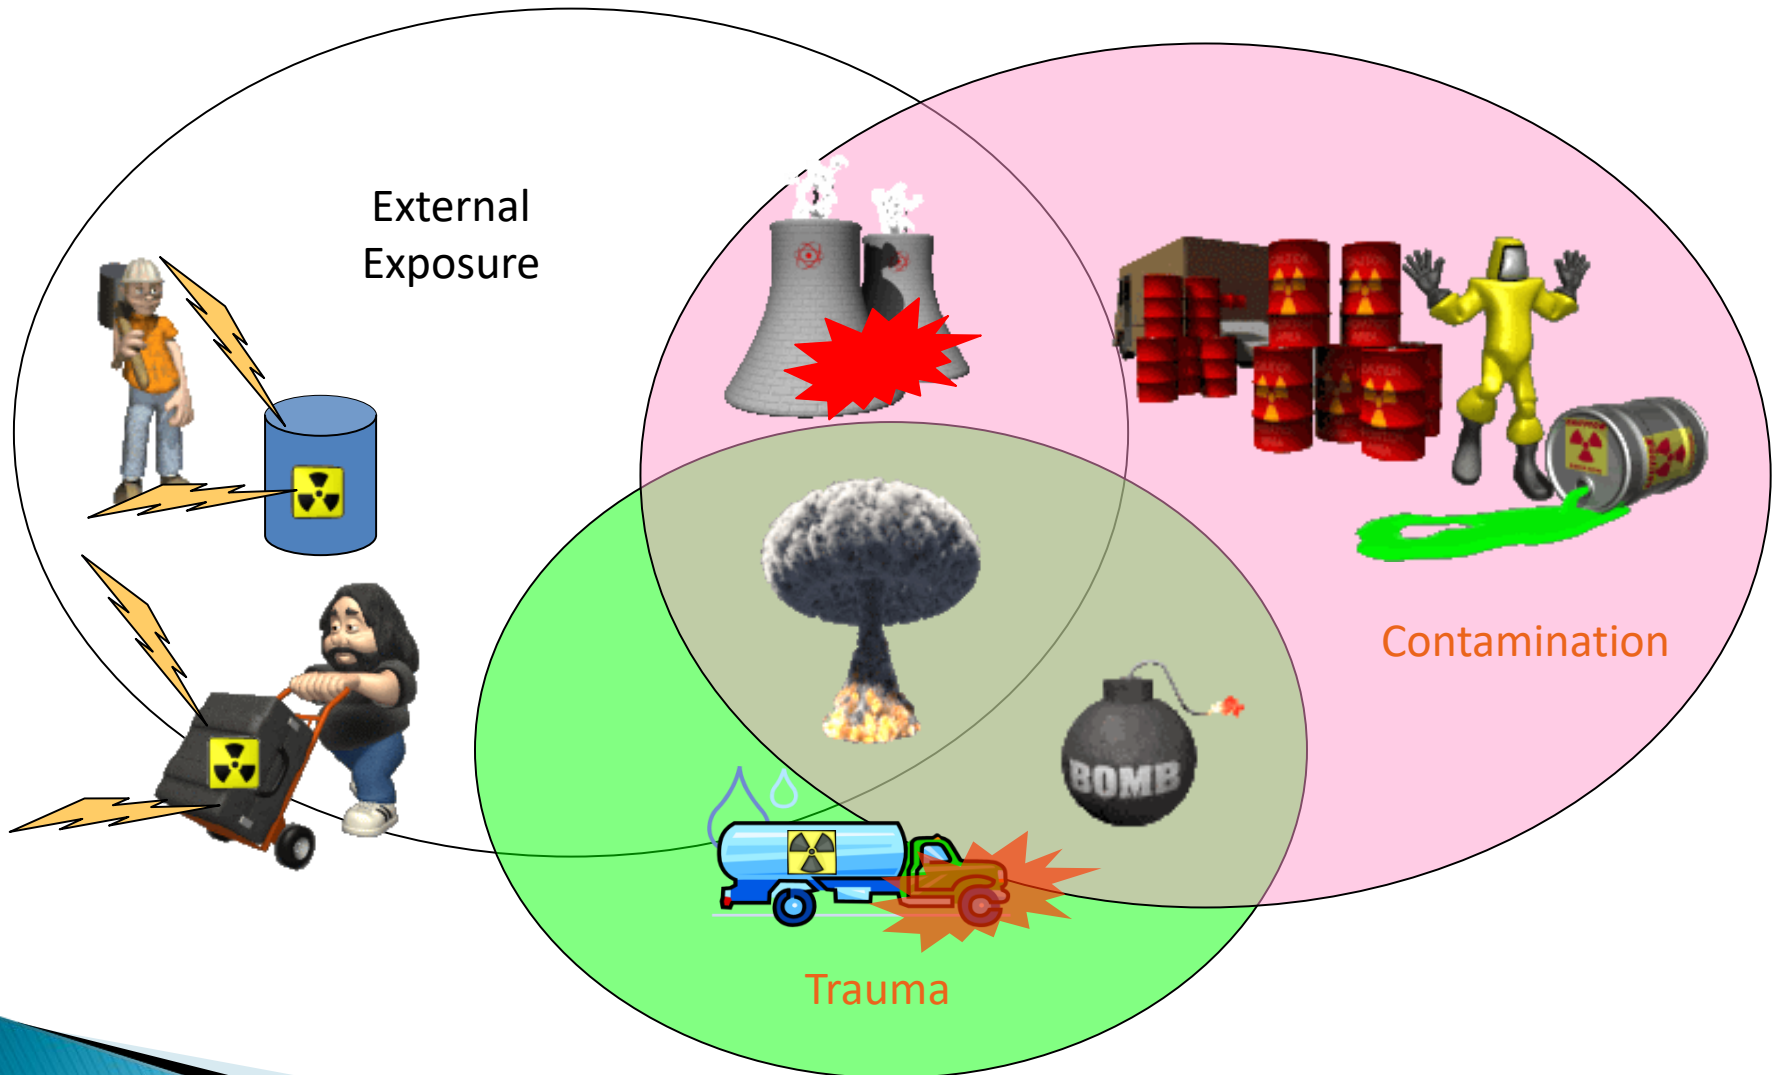 External
Exposure
Contamination
BOMB
Trauma